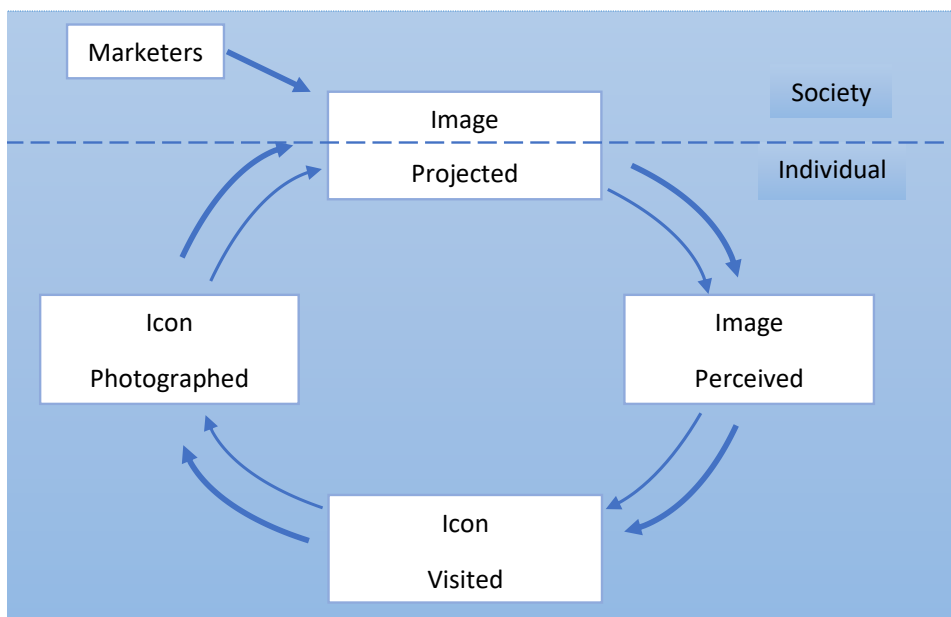 Marketers
Society
Image
Projected
Individual
Icon
Photographed
Image
Perceived
Icon
Visited